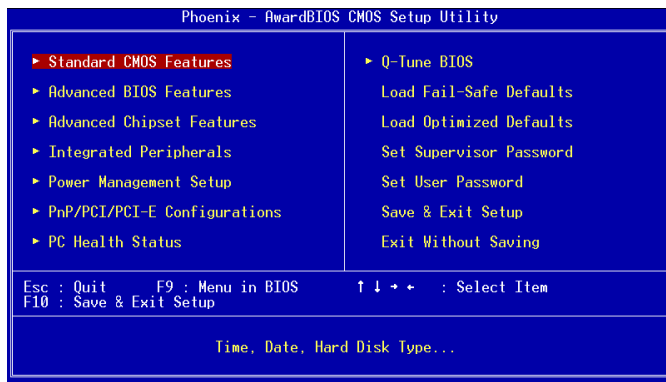 Phoenix - AwardBIOS CMOS Setup Utility
► Standard CMOS Features
► Advanced BIOS Features
► Advanced Chipset Features
► Integrated Peripherals
► Power Management Setup
► PnP/PCI/PCI-E Configurations
► PC Health Status
► Q-Tune BIOS
Load Fail-Safe Defaults
Load Optimized Defaults
Set Supervisor Password
Set User Password
Save & Exit Setup
Exit Without Saving
Esc : Quit F9 : Menu in BIOS ↑ ↓ → ← : Select Item
F10 : Save & Exit Setup
Time, Date, Hard Disk Type...